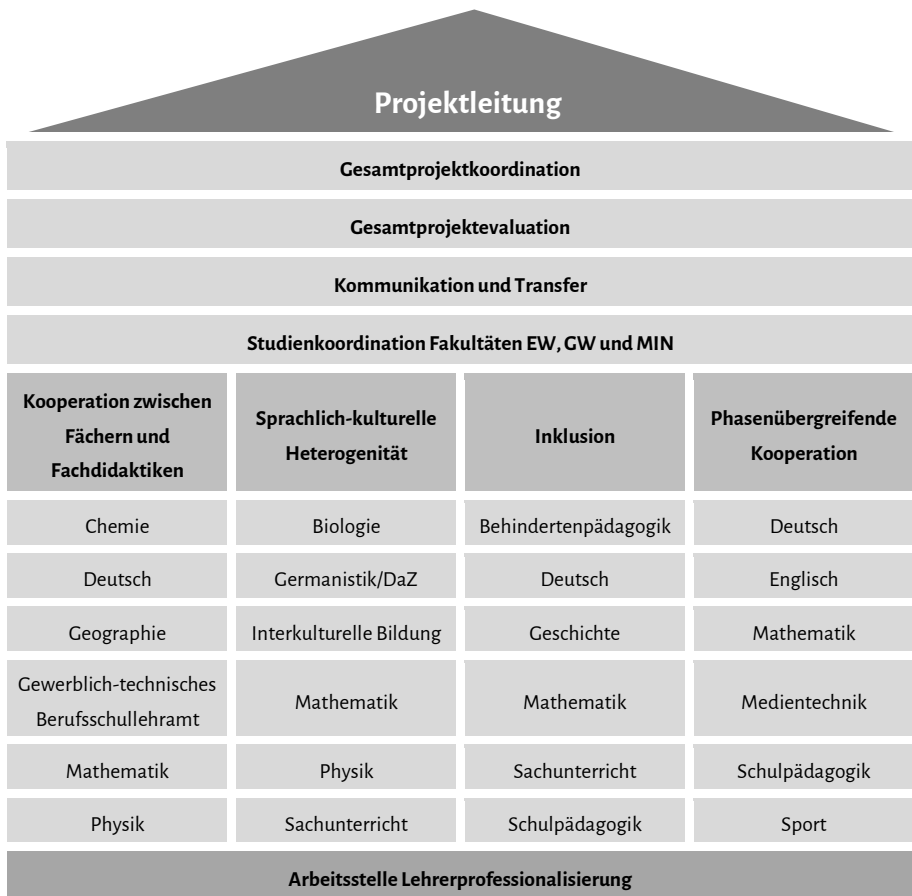 Projektleitung
Gesamtprojektkoordination
Gesamtprojektevaluation
Kommunikation und Transfer
Studienkoordination Fakultäten EW, GW und MIN
Kooperation zwischen
Fächern und
Fachdidaktiken
Sprachlich-kulturelle
Heterogenität
Inklusion
Phasenübergreifende
Kooperation
Chemie
Biologie
Behindertenpädagogik
Deutsch
Deutsch
Germanistik/DaZ
Deutsch
Englisch
Geographie
Interkulturelle Bildung
Geschichte
Mathematik
Gewerblich-technisches
Berufsschullehramt
Mathematik
Mathematik
Medientechnik
Mathematik
Physik
Sachunterricht
Schulpädagogik
Physik
Sachunterricht
Schulpädagogik
Sport
Arbeitsstelle Lehrerprofessionalisierung